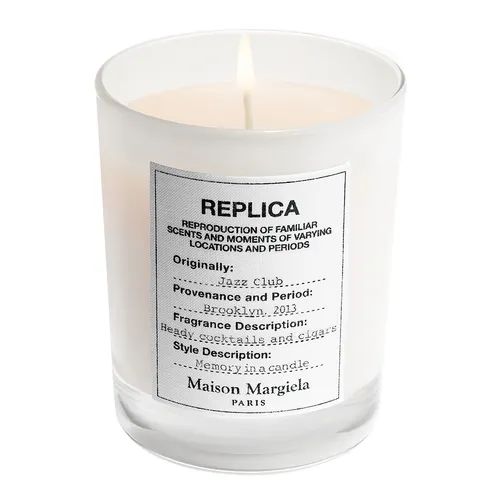 REPLICA
REPRODUCTION OF FAMILIAR
SCENTS AND MOMENTS OF VARYING
LOCATIONS AND PERIODS
Originally:
Jazz Club
Provenance and Period:
Brooklyn, 2013
Fragrance Description:
Heady cocktails and cigars
Style Description:
Memory in a candle
Maison Margiela
PARIS